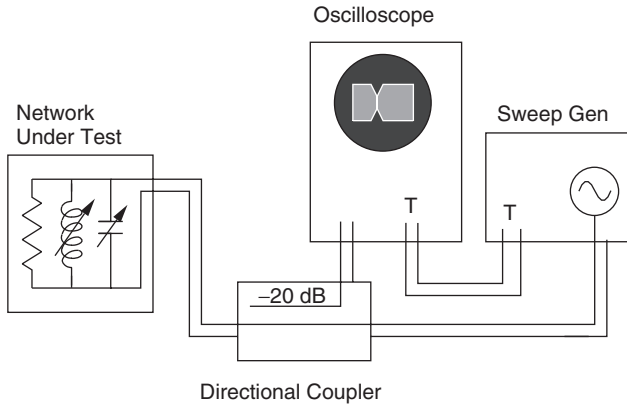 Oscilloscope
Network
Under Test
Sweep Gen
T
T
–20 dB
Directional Coupler